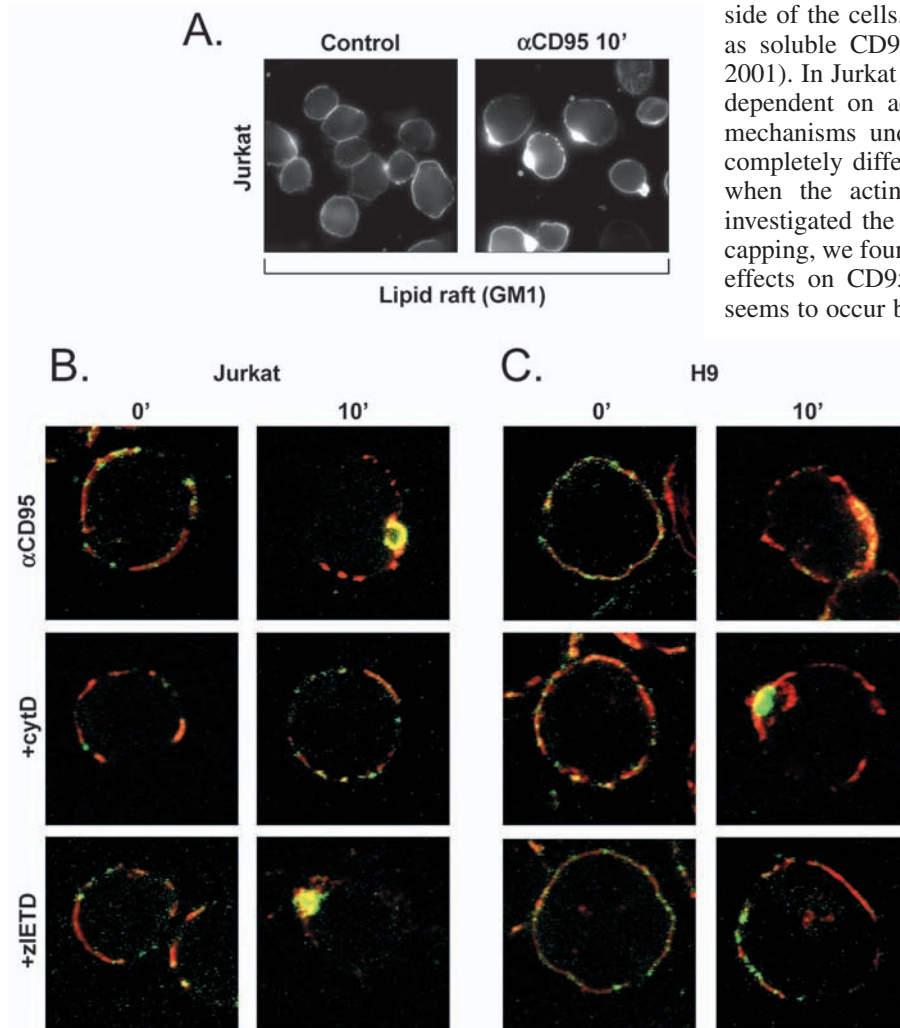 A.
Control
αCD95 10'
Jurkat
Lipid raft (GM1)
side of the cells.
as soluble CD9
2001). In Jurkat
dependent on a
mechanisms und
completely diffe
when the actin
investigated the
capping, we foun
effects on CD95
seems to occur b
B.
Jurkat
0'
10'
C.
H9
0'
10'
αCD95
+cytD
+zIETD